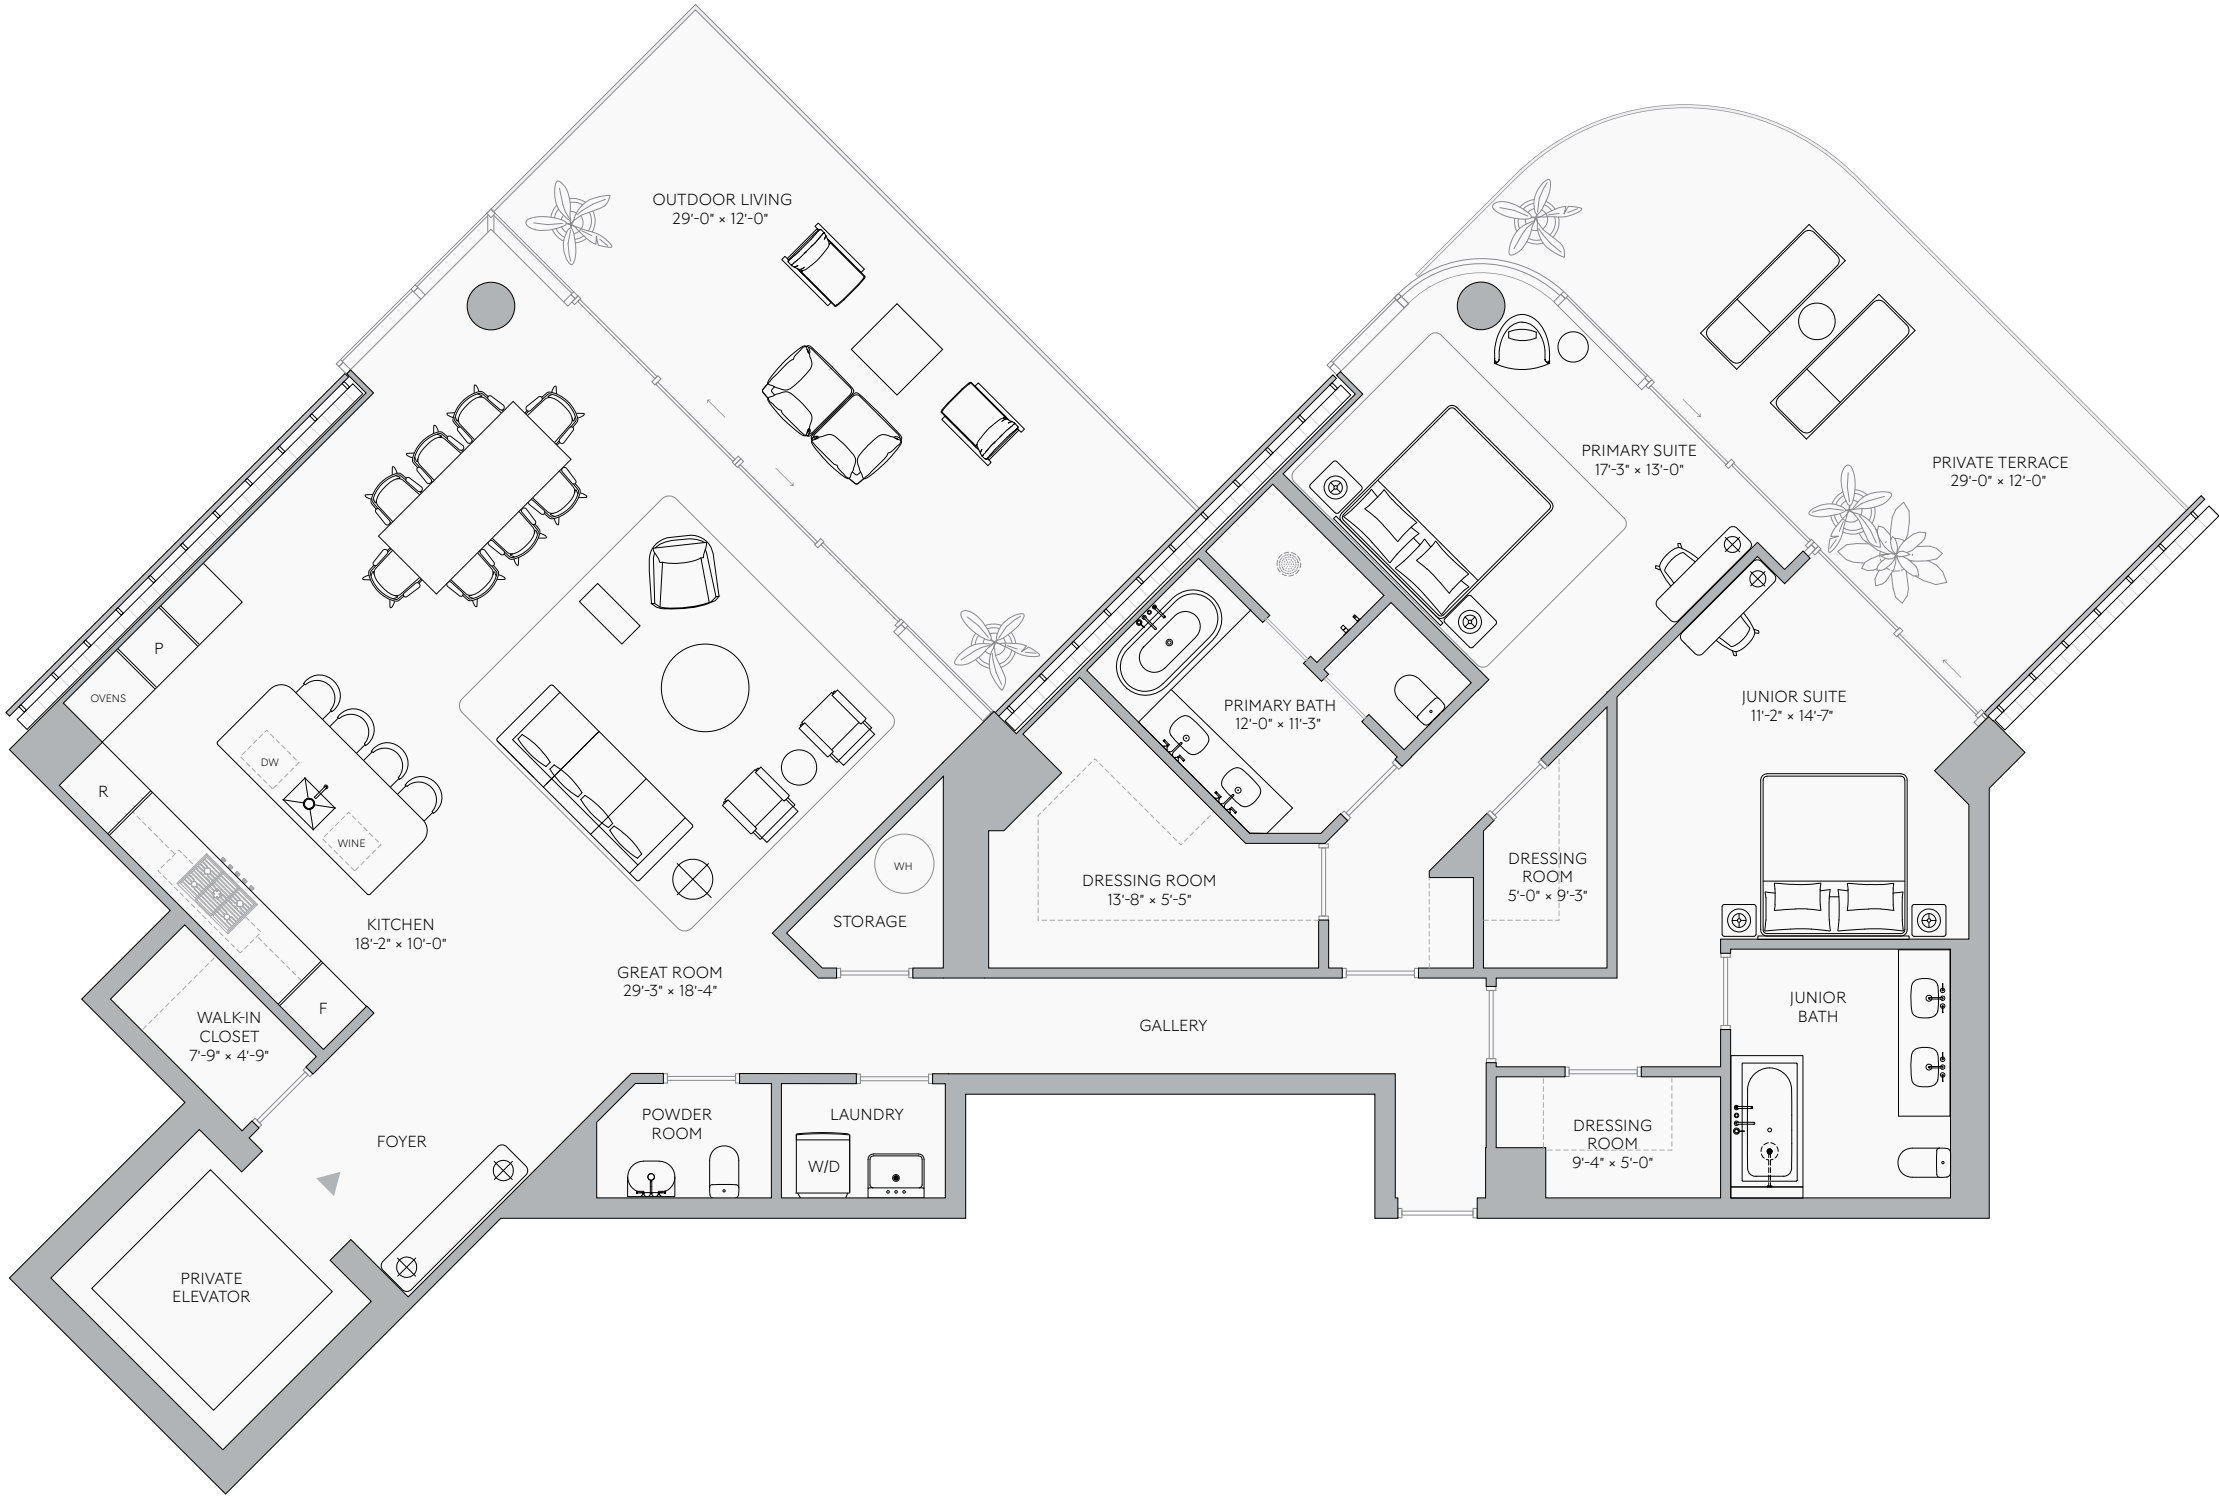 OUTDOOR LIVING
29'-0" × 12'-0"
PRIMARY SUITE
17'-3" × 13'-0"
PRIVATE TERRACE
29'-0" × 12'-0"
P
OVENS
R
DW
WINE
F
KITCHEN
18'-2" × 10'-0"
GREAT ROOM
29'-3" × 18'-4"
WH
STORAGE
PRIMARY BATH
12'-0" × 11'-3"
DRESSING ROOM
13'-8" × 5'-5"
DRESSING
ROOM
5'-0" × 9'-3"
JUNIOR SUITE
11'-2" × 14'-7"
WALK-IN
CLOSET
7'-9" × 4'-9"
GALLERY
JUNIOR
BATH
FOYER
POWDER
ROOM
LAUNDRY
W/D
DRESSING
ROOM
9'-4" × 5'-0"
PRIVATE
ELEVATOR